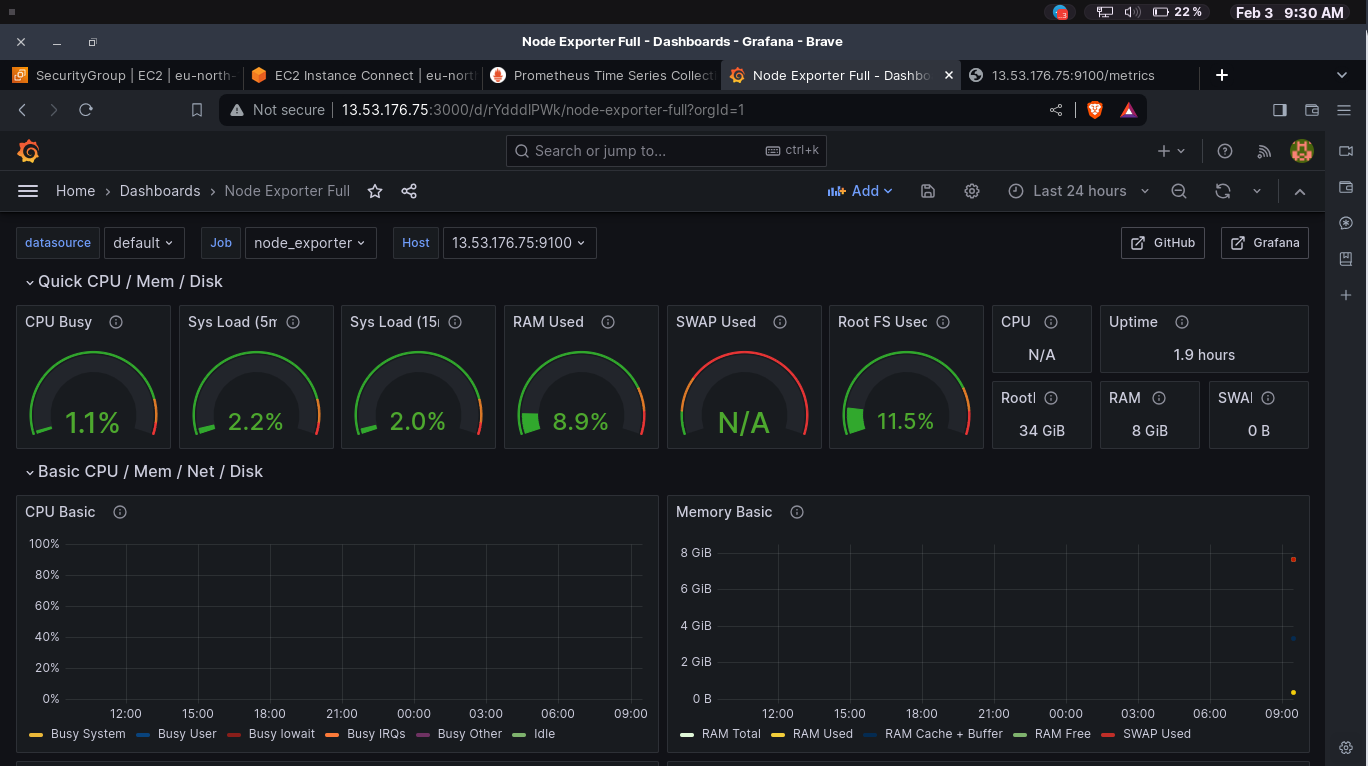 22 % Feb 3 9:30 AM
Node Exporter Full - Dashboards - Grafana - Brave
SecurityGroup | EC2 | eu-north- EC2 Instance Connect | eu-nort Prometheus Time Series Collecti Node Exporter Full - Dashbo 13.53.176.75:9100/metrics
Not secure 13.53.176.75:3000/d/rYdddlPWk/node-exporter-full?orgId=1
Search or jump to... ctrl+k
Home › Dashboards › Node Exporter Full Add Last 24 hours
datasource default Job node_exporter Host 13.53.176.75:9100 GitHub Grafana
Quick CPU / Mem / Disk
CPU Busy Sys Load (5m Sys Load (15 RAM Used SWAP Used Root FS Used CPU Uptime
N/A 1.9 hours
1.1% 2.2% 2.0% 8.9% N/A 11.5%
RootF RAM SWAI
34 GiB 8 GiB 0 B
Basic CPU / Mem / Net / Disk
CPU Basic
100%
80%
60%
40%
20%
0%
12:00 15:00 18:00 21:00 00:00 03:00 06:00 09:00
Busy System Busy User Busy Iowait Busy IRQs Busy Other Idle
Memory Basic
8 GiB
6 GiB
4 GiB
2 GiB
0 B
12:00 15:00 18:00 21:00 00:00 03:00 06:00 09:00
RAM Total RAM Used RAM Cache + Buffer RAM Free SWAP Used